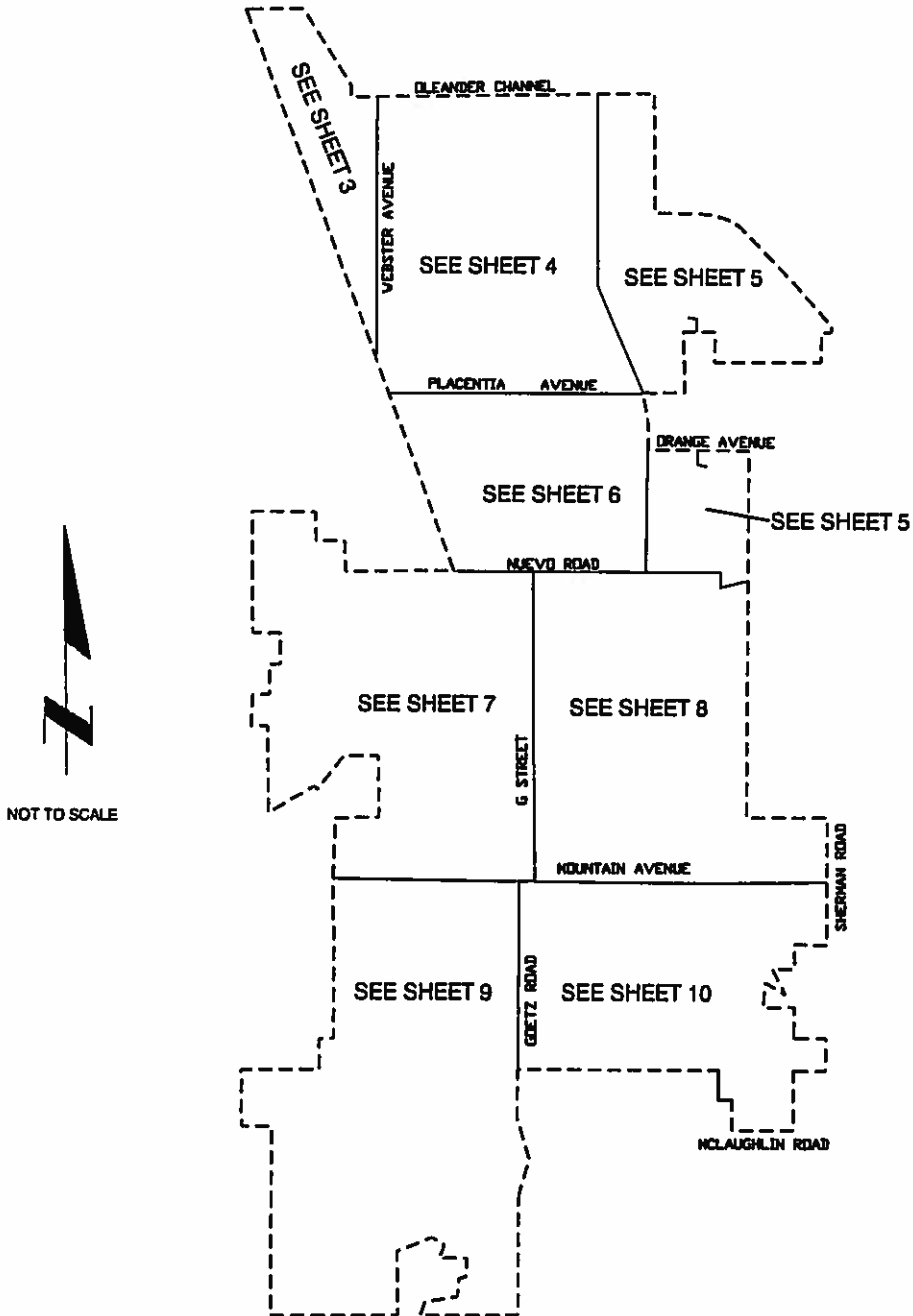 OLEANDER CHANNEL
SEE SHEET 3
WEBSTER AVENUE
SEE SHEET 4
SEE SHEET 5
PLACENTIA AVENUE
ORANGE AVENUE
SEE SHEET 6
SEE SHEET 5
NUEVO ROAD
SEE SHEET 7
SEE SHEET 8
G STREET
NOT TO SCALE
MOUNTAIN AVENUE
SHERMAN ROAD
SEE SHEET 9
GOETZ ROAD
SEE SHEET 10
MCLAUGHLIN ROAD